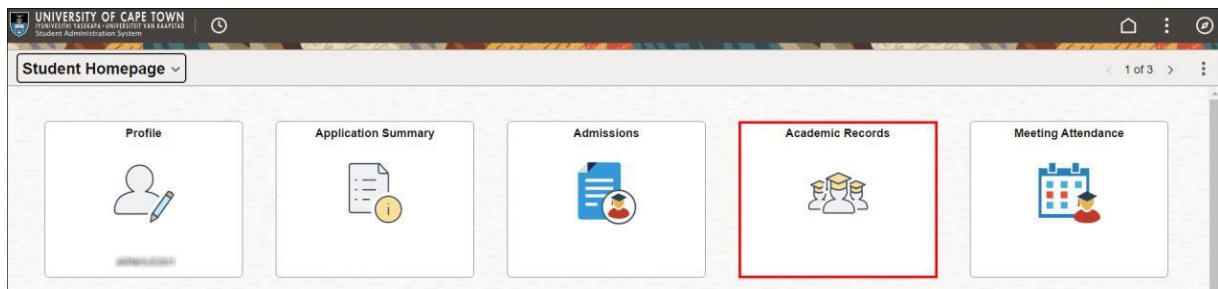 UNIVERSITY OF CAPE TOWN
IYUNIVESITHI YASEKAPA • UNIVERSITEIT VAN KAAPSTAD
Student Administration System
Student Homepage
1 of 3
Profile
Application Summary
Admissions
Academic Records
Meeting Attendance